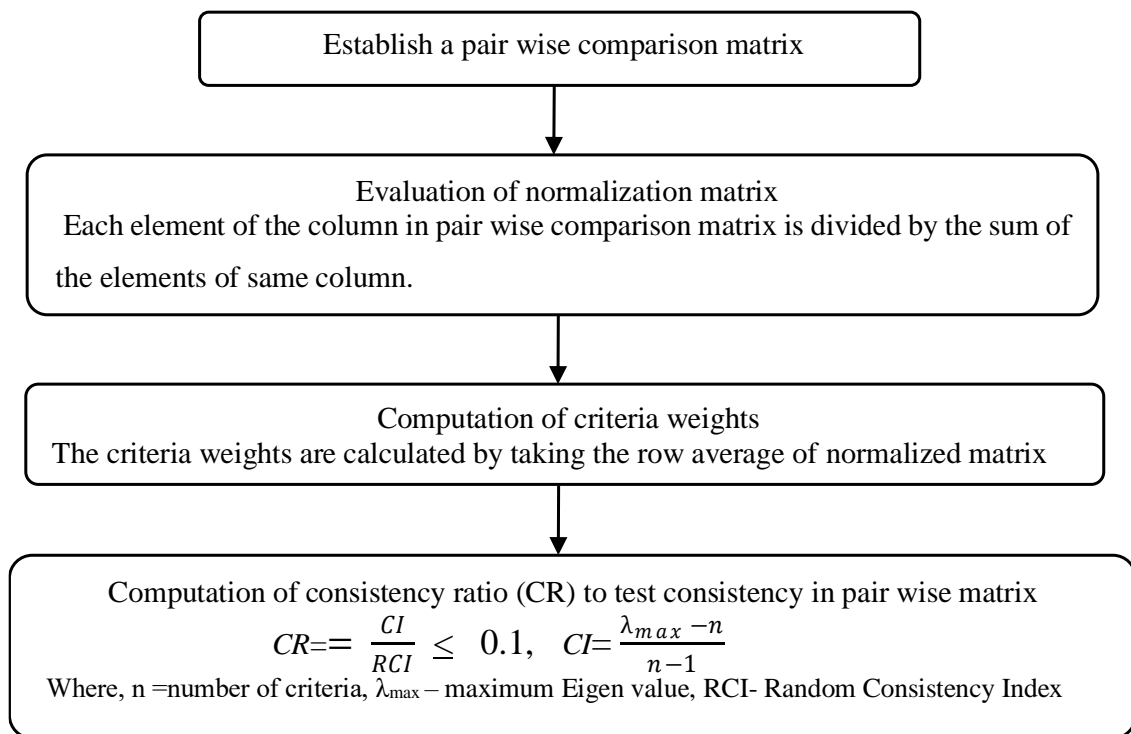 Establish a pair wise comparison matrix
Evaluation of normalization matrix
Each element of the column in pair wise comparison matrix is divided by the sum of
the elements of same column.
Computation of criteria weights
The criteria weights are calculated by taking the row average of normalized matrix
Computation of consistency ratio (CR) to test consistency in pair wise matrix
CR== CI/RCI ≤ 0.1, CI= λmax −n/n−1
Where, n =number of criteria, λmax – maximum Eigen value, RCI- Random Consistency Index